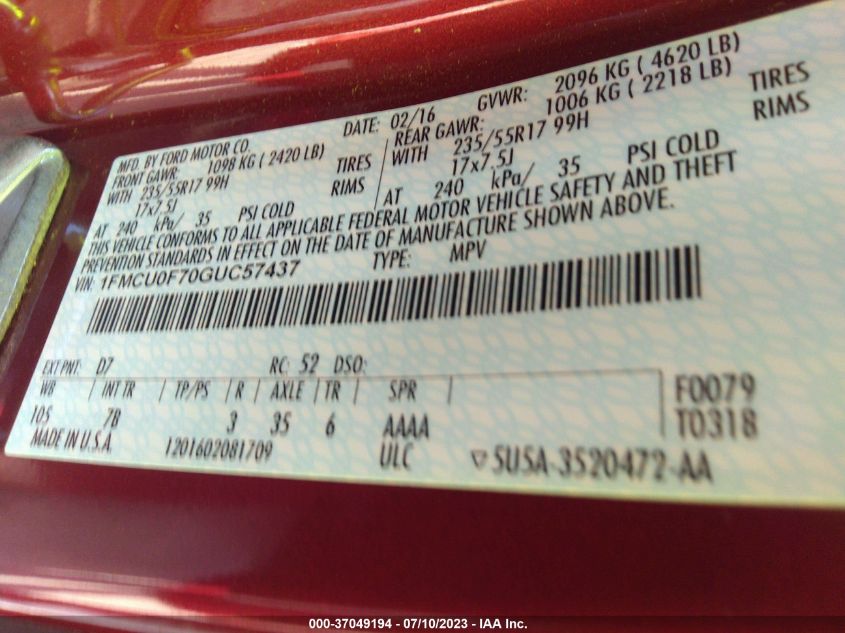 MFD. BY FORD MOTOR CO.
DATE: 02/16 GVWR: 2096 KG ( 4620 LB)
FRONT GAWR: 1098 KG ( 2420 LB)
REAR GAWR: 1006 KG ( 2218 LB)
WITH 235/55R17 99H TIRES
WITH 235/55R17 99H TIRES
17x7.5J RIMS
17x7.5J RIMS
AT 240 kPa/ 35 PSI COLD
AT 240 kPa/ 35 PSI COLD
THIS VEHICLE CONFORMS TO ALL APPLICABLE FEDERAL MOTOR VEHICLE SAFETY AND THEFT
PREVENTION STANDARDS IN EFFECT ON THE DATE OF MANUFACTURE SHOWN ABOVE.
VIN: 1FMCU0F70GUC57437 TYPE: MPV
EXT PNT: D7 RC: 52 DSO:
WB | INT TR | TP/PS | R | AXLE | TR | SPR | F0079
105 7B 3 35 6 AAAA T0318
MADE IN U.S.A. 1201602081709 ULC ▽5U5A-3520472-AA
000-37049194 - 07/10/2023 - IAA Inc.